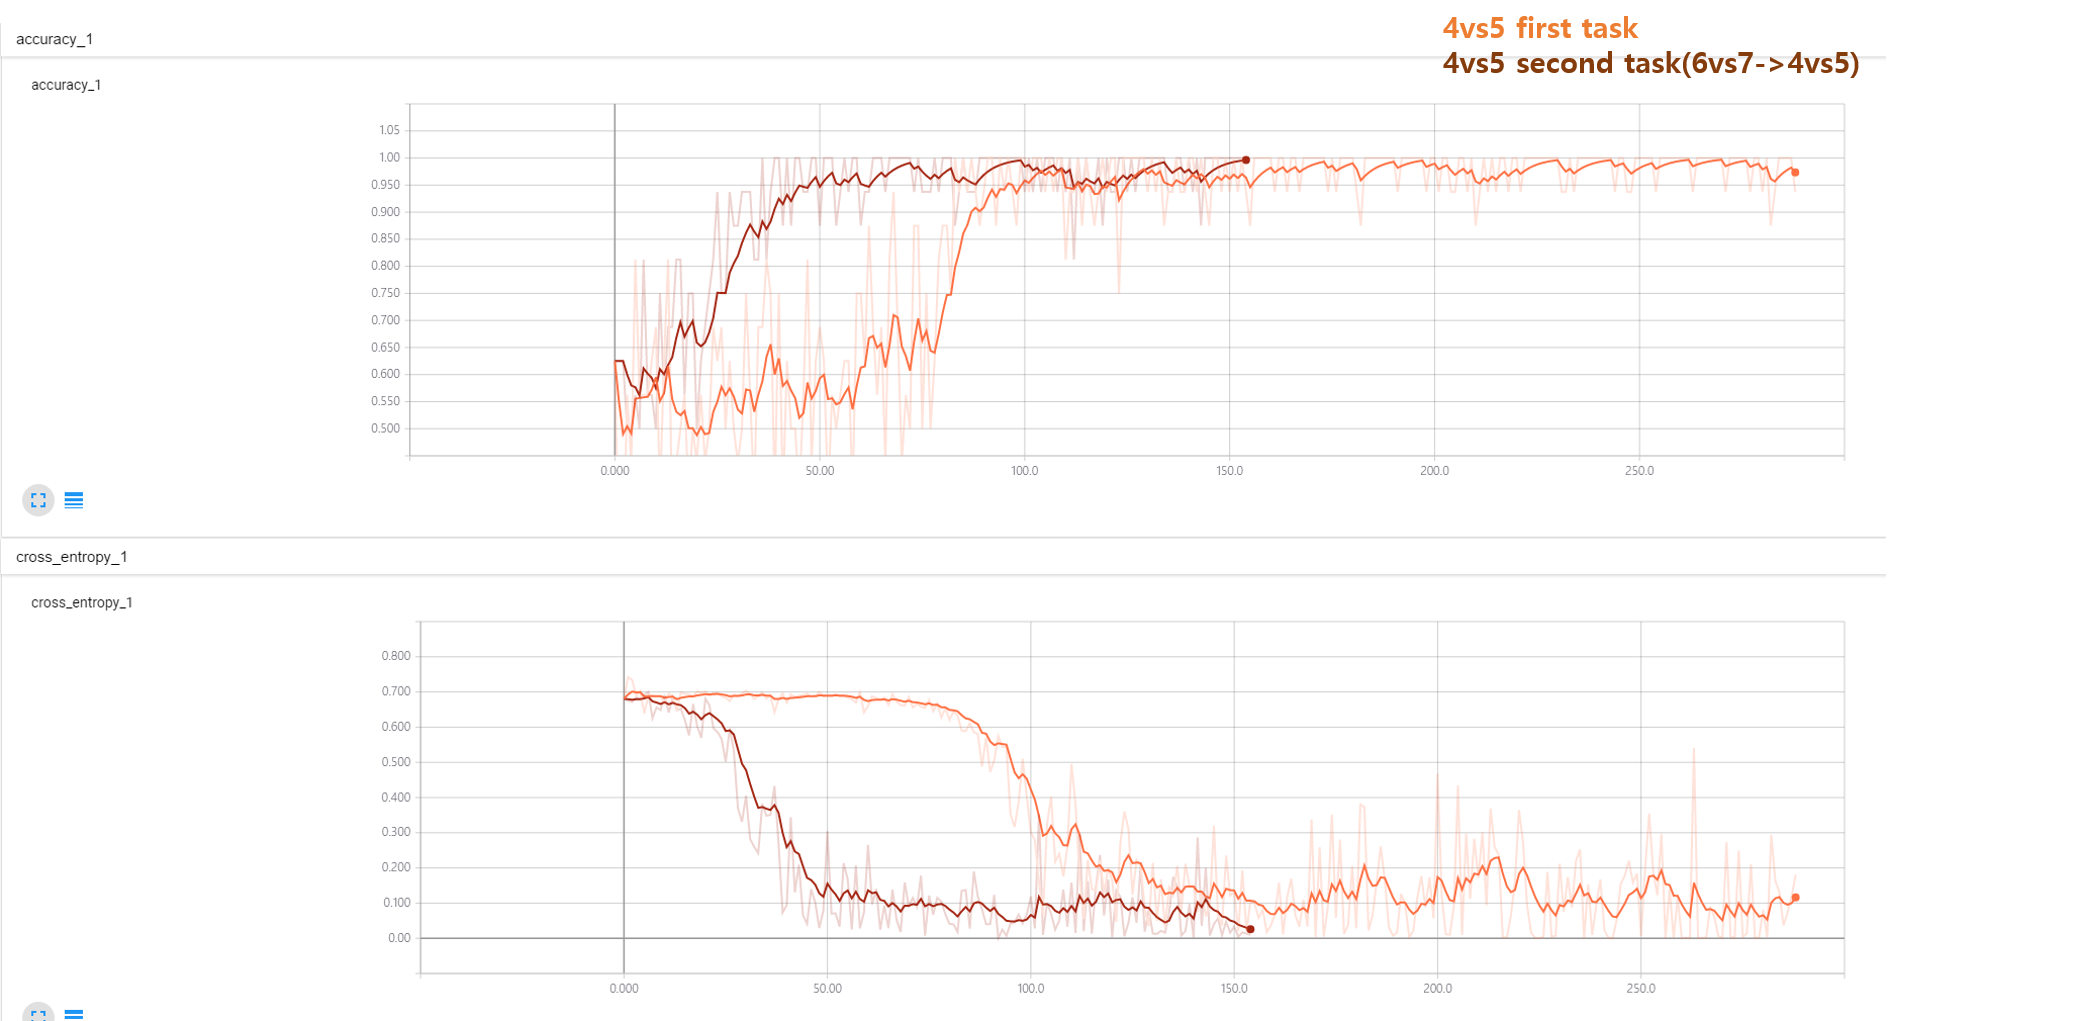 4vs5 first task
accuracy_1
4vs5 second task(6vs7->4vs5)
accuracy_1
1.05
1.00
0.950
0.900
0.850
0.800
0.750
0.700
0.650
0.600
0.550
0.500
0.000 50.00 100.0 150.0 200.0 250.0
cross_entropy_1
cross_entropy_1
0.800
0.700
0.600
0.500
0.400
0.300
0.200
0.100
0.00
0.000 50.00 100.0 150.0 200.0 250.0